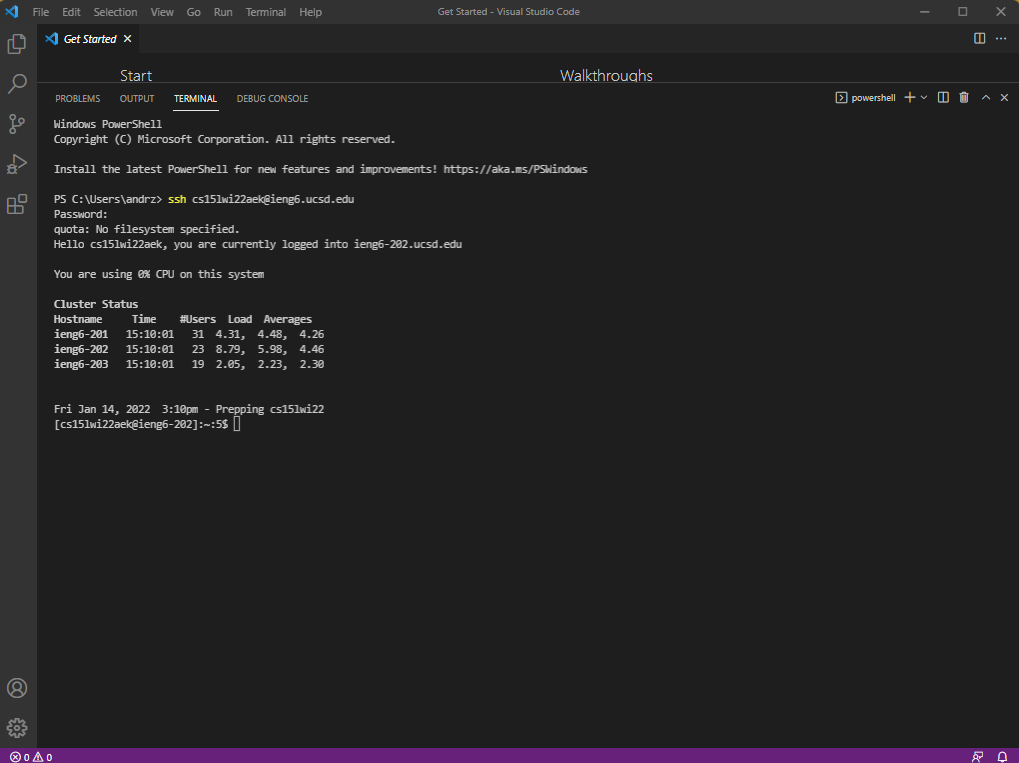 File Edit Selection View Go Run Terminal Help Get Started - Visual Studio Code
Get Started
Start Walkthroughs
PROBLEMS OUTPUT TERMINAL DEBUG CONSOLE powershell
Windows PowerShell
Copyright (C) Microsoft Corporation. All rights reserved.
Install the latest PowerShell for new features and improvements! https://aka.ms/PSWindows
PS C:\Users\andrz> ssh cs15lwi22aek@ieng6.ucsd.edu
Password:
quota: No filesystem specified.
Hello cs15lwi22aek, you are currently logged into ieng6-202.ucsd.edu
You are using 0% CPU on this system
Cluster Status
Hostname Time #Users Load Averages
ieng6-201 15:10:01 31 4.31, 4.48, 4.26
ieng6-202 15:10:01 23 8.79, 5.98, 4.46
ieng6-203 15:10:01 19 2.05, 2.23, 2.30
Fri Jan 14, 2022 3:10pm - Prepping cs15lwi22
[cs15lwi22aek@ieng6-202]:~:5$
0 0